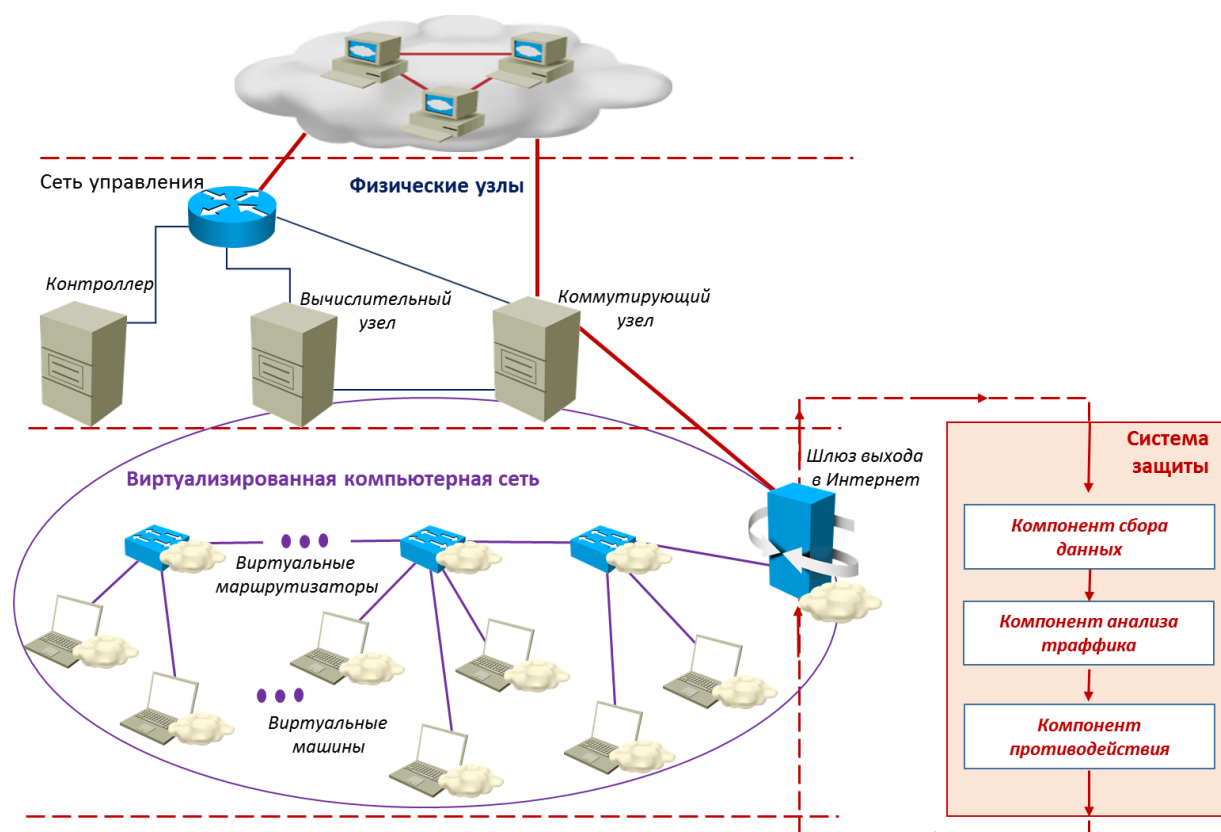 Сеть управления
Физические узлы
Контроллер
Вычислительный
узел
Коммутирующий
узел
Виртуализированная компьютерная сеть
Шлюз выхода
в Интернет
Виртуальные
маршрутизаторы
Виртуальные
машины
Система
защиты
Компонент сбора
данных
Компонент анализа
траффика
Компонент
противодействия